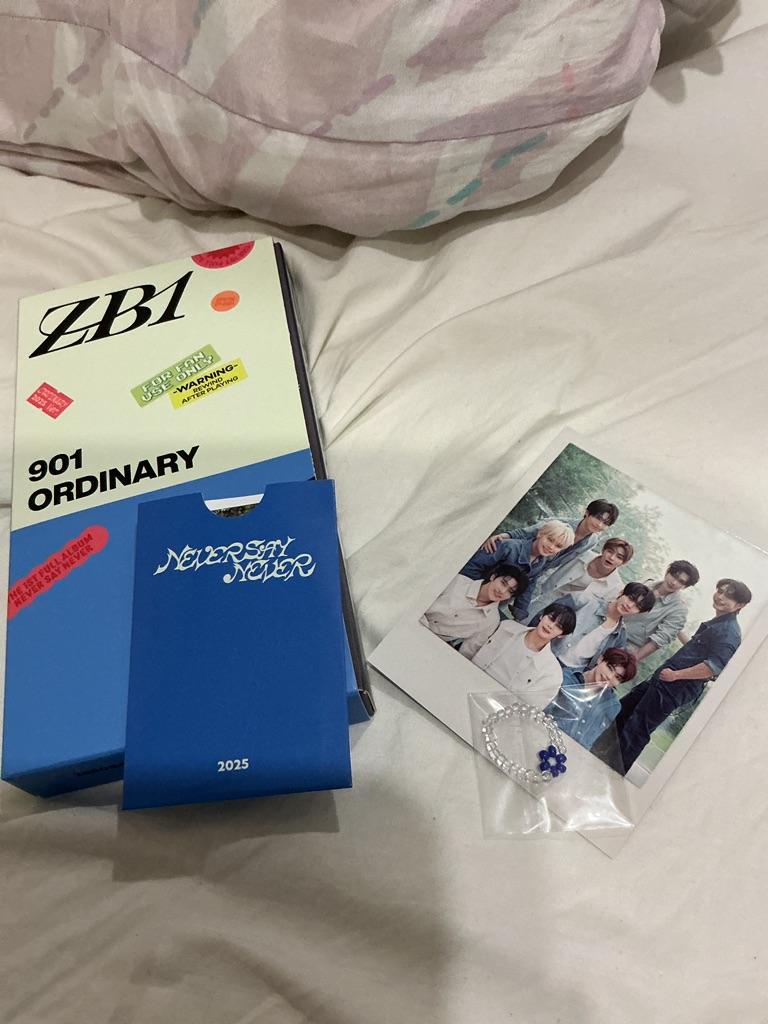 ZB1
FOR FAN
USE ONLY
-WARNING-
REWIND
AFTER PLAYING
2025
901
ORDINARY
THE 1ST FULL ALBUM
NEVER SAY NEVER
NEVER SAY
NEVER
2025